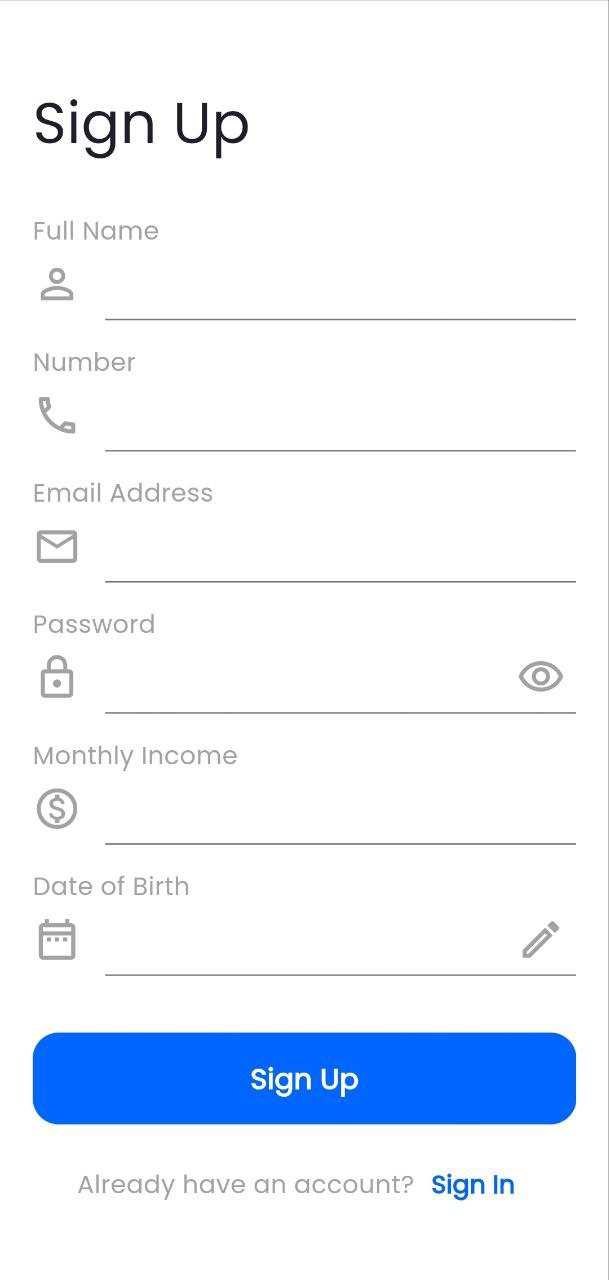 Sign Up
Full Name
Number
Email Address
Password
Monthly Income
Date of Birth
Sign Up
Already have an account? Sign In